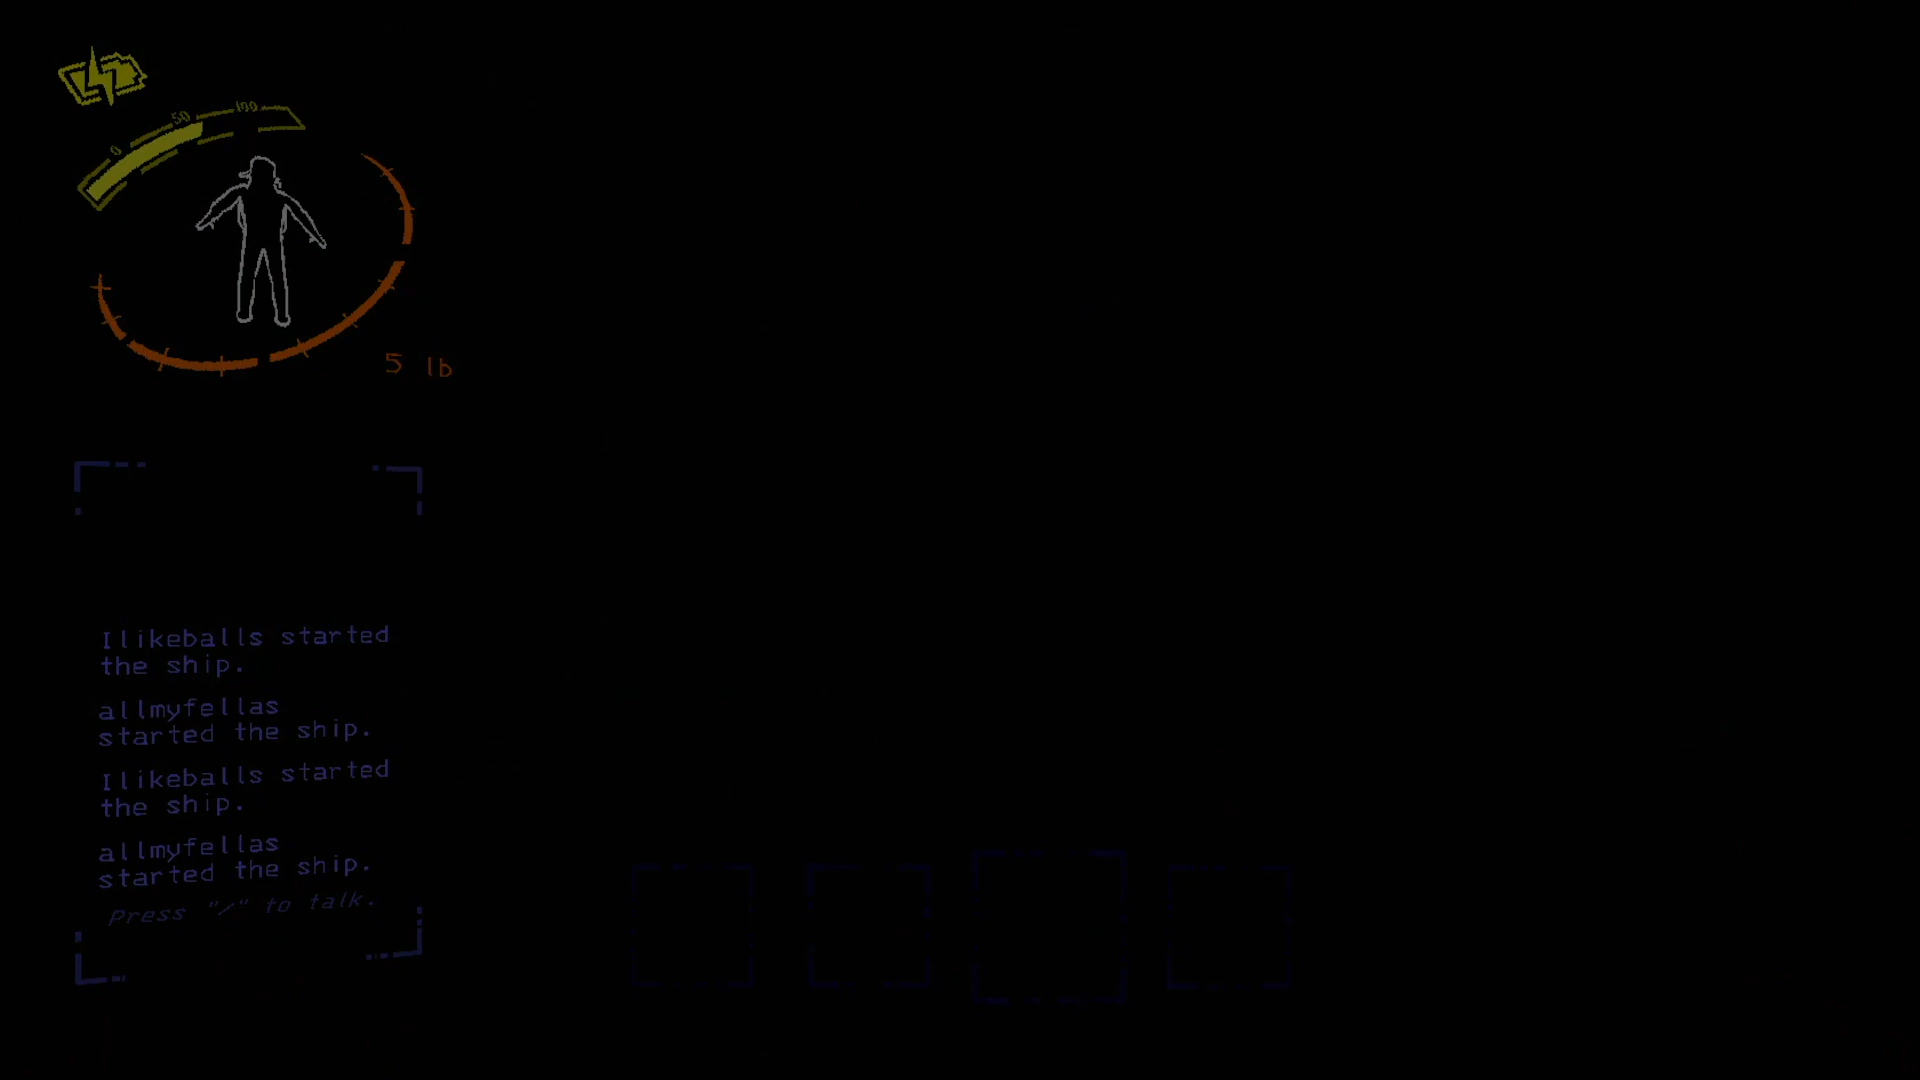 0 50 100
5 lb
Ilikeballs started
the ship.
allmyfellas
started the ship.
Ilikeballs started
the ship.
allmyfellas
started the ship.
Press "/" to talk.